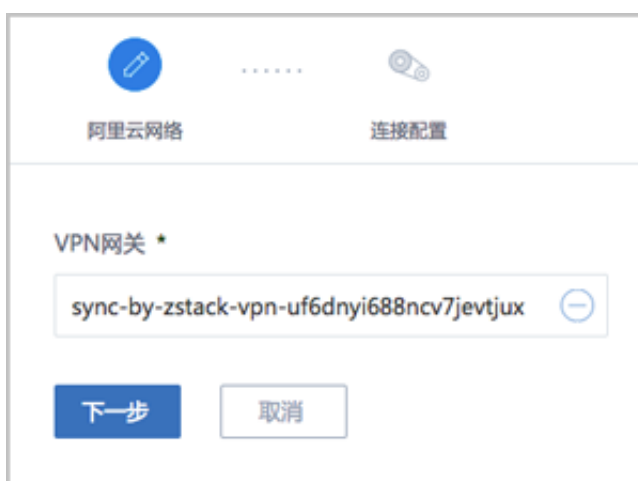 阿里云网络
连接配置
VPN网关 *
sync-by-zstack-vpn-uf6dnyi688ncv7jevtjux
下一步
取消